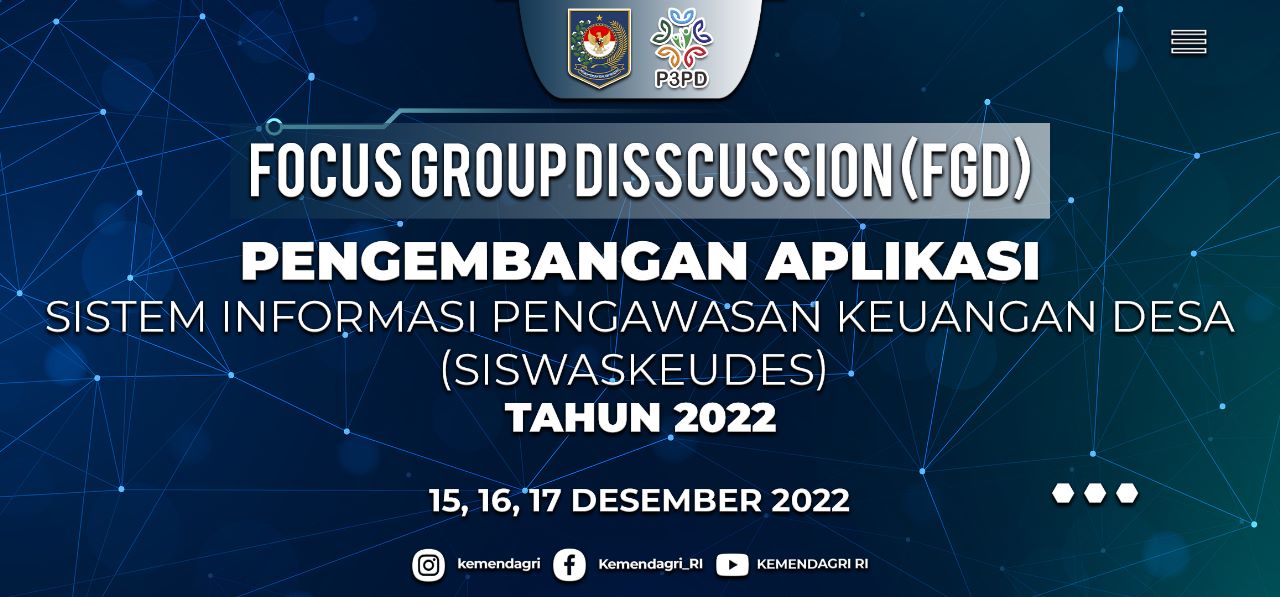 P3PD
FOCUS GROUP DISSCUSSION (FGD)
PENGEMBANGAN APLIKASI
SISTEM INFORMASI PENGAWASAN KEUANGAN DESA
(SISWASKEUDES)
TAHUN 2022
15, 16, 17 DESEMBER 2022
kemendagri Kemendagri_RI KEMENDAGRI RI